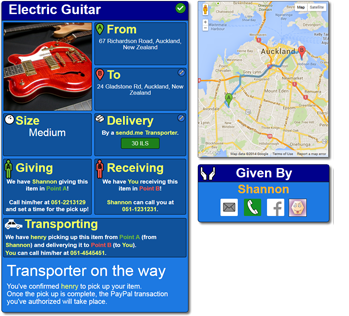 Electric Guitar
From
67 Richardson Road, Auckland,
New Zealand
To
24 Gladstone Rd, Auckland, New
Zealand
Size
Medium
Delivery
By a sendd.me Transporter.
30 ILS
Giving
We have Shannon giving this
item in Point A!
Call him/her at 051-2213129
and set a time for the pick up!
Receiving
We have You receiving this
item in Point B!
Shannon can call you at
051-1231231.
Transporting
We have henry picking up this item from Point A (from
Shannon) and delivering it to Point B (to You).
You can call him/her at 051-4545451.
Transporter on the way
You've confirmed henry to pick up your item.
Once the pick up is complete, the PayPal transaction
you've authorized will take place.
Map
Satellite
Auckland
Map data ©2014 Google
Terms of Use
Report a map error
Given By
Shannon